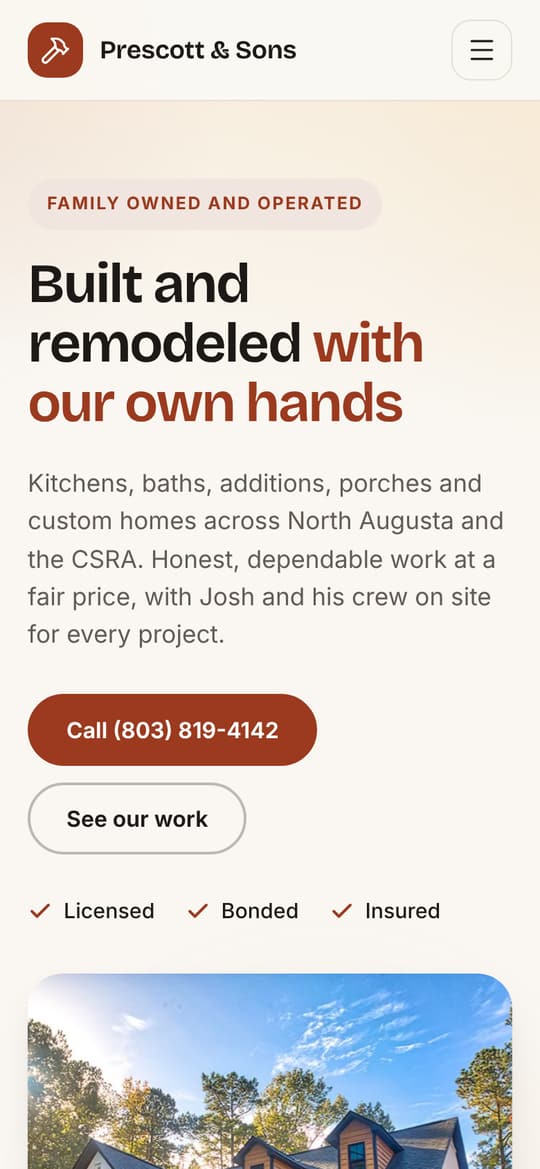 Prescott & Sons
FAMILY OWNED AND OPERATED
Built and
remodeled with
our own hands
Kitchens, baths, additions, porches and
custom homes across North Augusta and
the CSRA. Honest, dependable work at a
fair price, with Josh and his crew on site
for every project.
Call (803) 819-4142
See our work
Licensed
Bonded
Insured